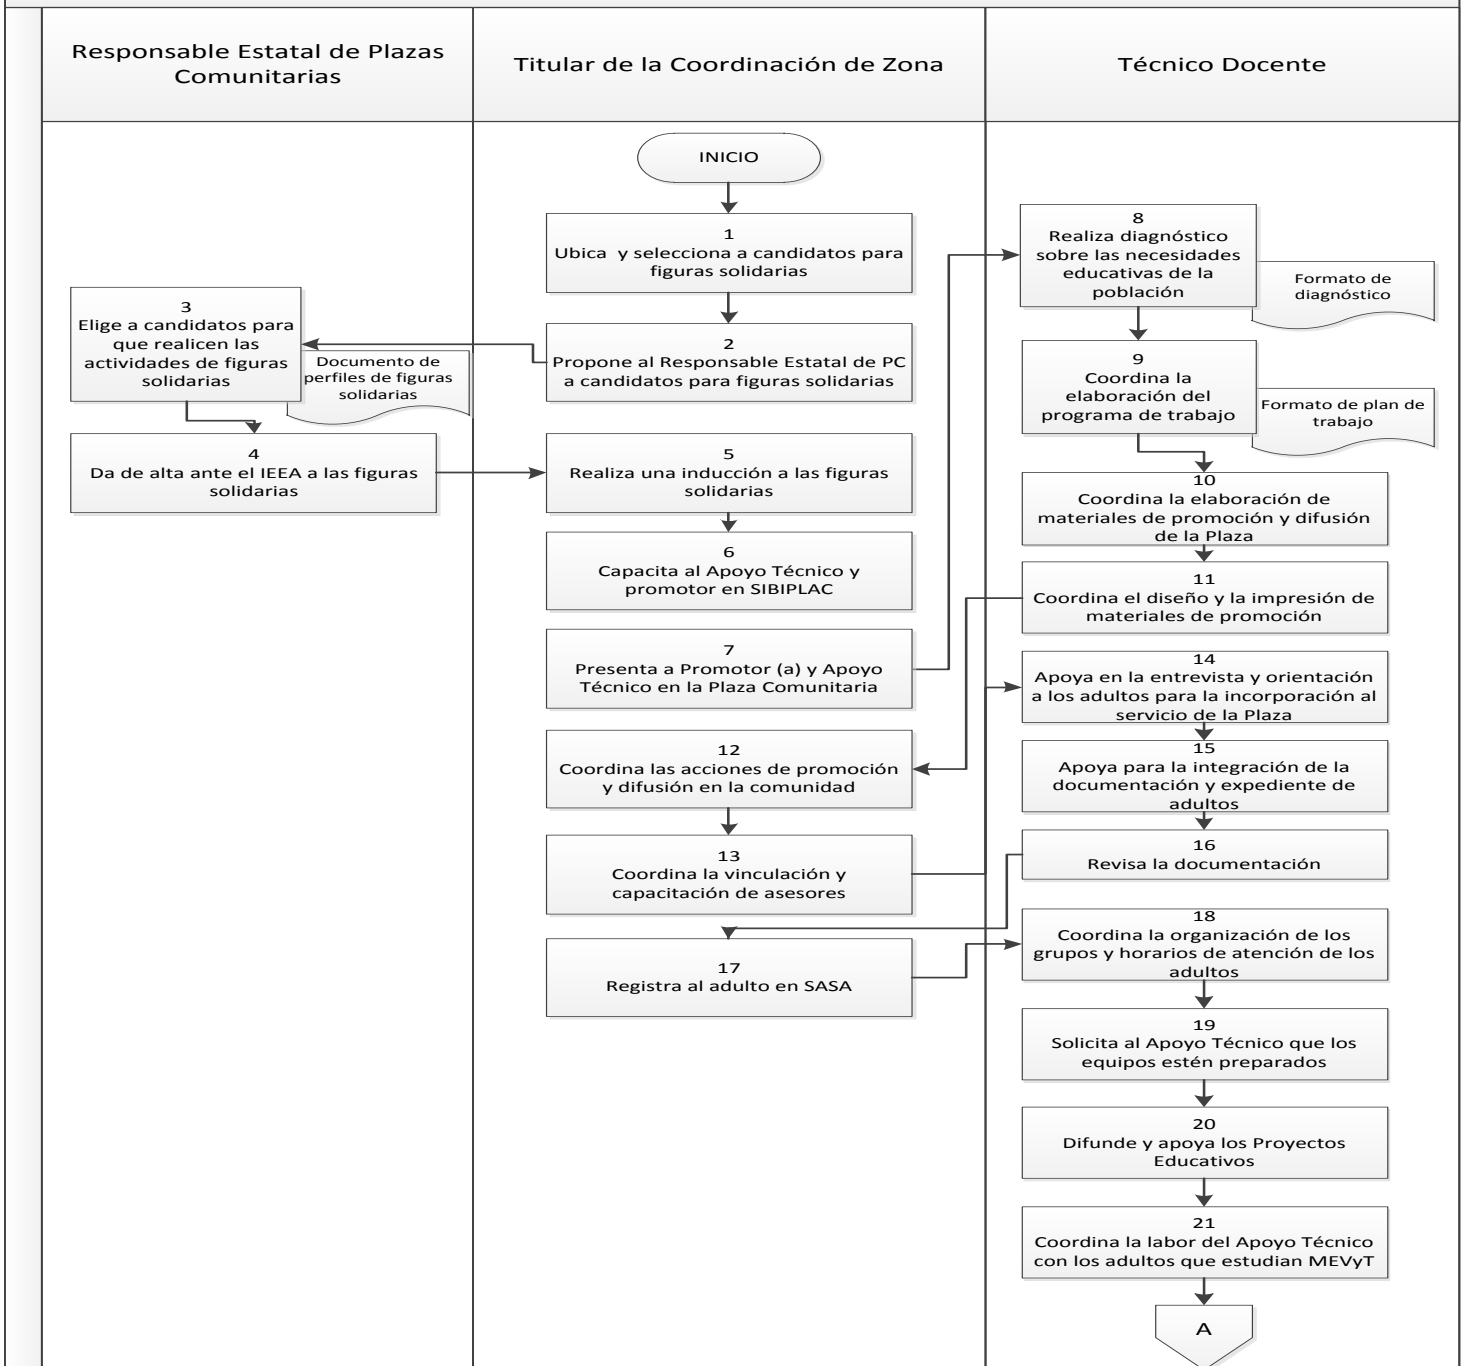 Responsable Estatal de Plazas
Comunitarias
Titular de la Coordinación de Zona
Técnico Docente
INICIO
1
Ubica y selecciona a candidatos para
figuras solidarias
2
Propone al Responsable Estatal de PC
a candidatos para figuras solidarias
3
Elige a candidatos para
que realicen las
actividades de figuras
solidarias
Documento de
perfiles de figuras
solidarias
4
Da de alta ante el IEEA a las figuras
solidarias
5
Realiza una inducción a las figuras
solidarias
6
Capacita al Apoyo Técnico y
promotor en SIBIPLAC
7
Presenta a Promotor (a) y Apoyo
Técnico en la Plaza Comunitaria
8
Realiza diagnóstico
sobre las necesidades
educativas de la
población
Formato de
diagnóstico
9
Coordina la
elaboración del
programa de trabajo
Formato de plan de
trabajo
10
Coordina la elaboración de
materiales de promoción y difusión
de la Plaza
11
Coordina el diseño y la impresión de
materiales de promoción
12
Coordina las acciones de promoción
y difusión en la comunidad
13
Coordina la vinculación y
capacitación de asesores
14
Apoya en la entrevista y orientación
a los adultos para la incorporación al
servicio de la Plaza
15
Apoya para la integración de la
documentación y expediente de
adultos
16
Revisa la documentación
17
Registra al adulto en SASA
18
Coordina la organización de los
grupos y horarios de atención de los
adultos
19
Solicita al Apoyo Técnico que los
equipos estén preparados
20
Difunde y apoya los Proyectos
Educativos
21
Coordina la labor del Apoyo Técnico
con los adultos que estudian MEVyT
A